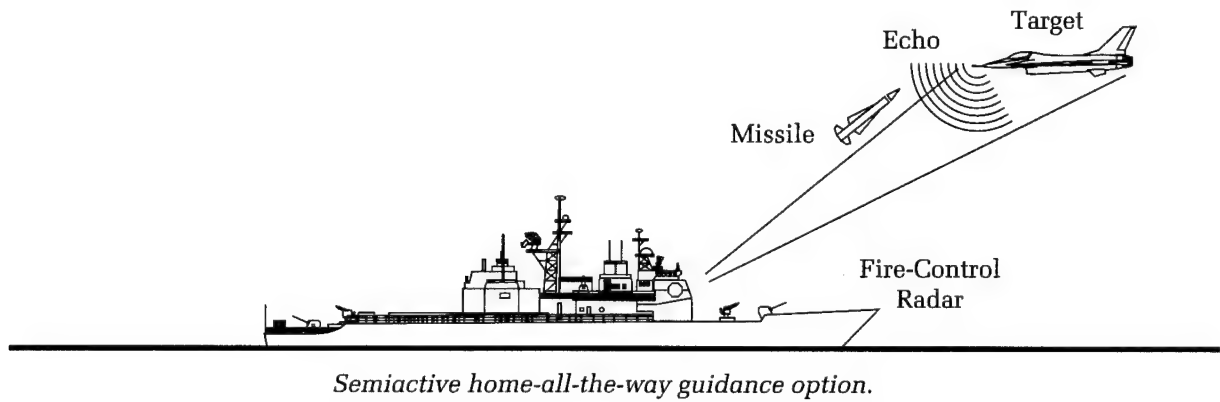 Target
Echo
Missile
Fire-Control
Radar
Semiactive home-all-the-way guidance option.